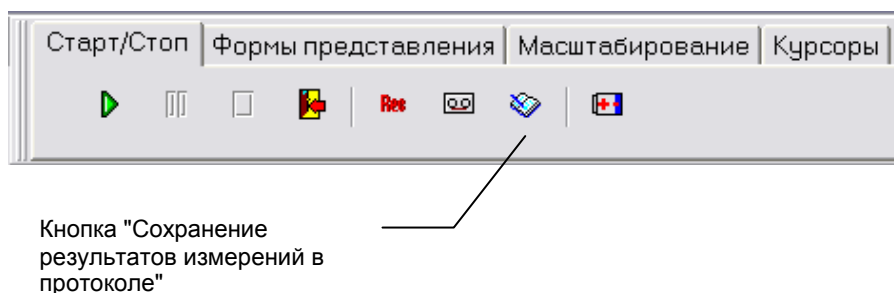 Старт/Стоп Формы представления Масштабирование Курсоры
Rec
Кнопка "Сохранение
результатов измерений в
протоколе"